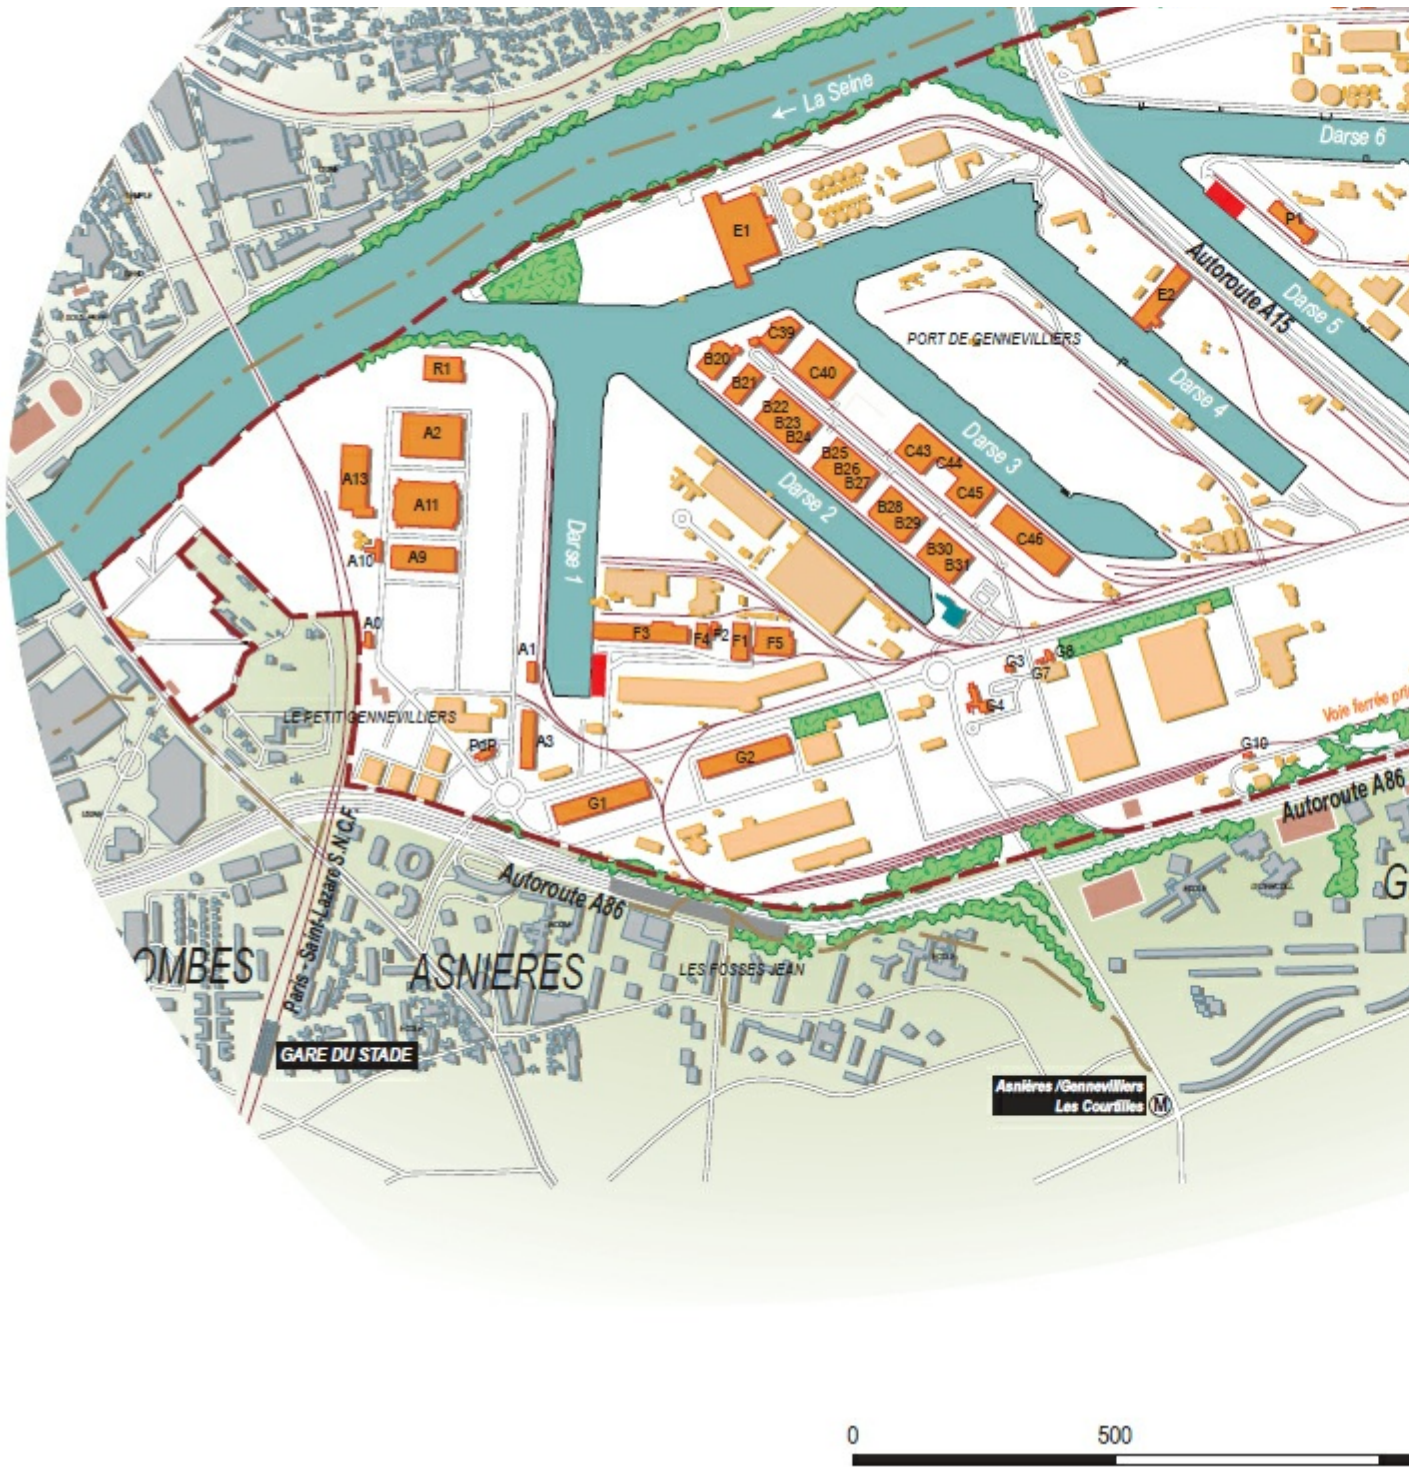 La Seine
Darse 6
E1
P1
Autoroute A15
E2
Darse 5
C39
PORT DE GENNEVILLIERS
B20
R1
B21
C40
Darse 4
B22
B23
B24
A2
C43
Darse 3
B25
C44
B26
A13
B27
C45
Darse 2
A11
B28
B29
C46
Darse 1
A10
A9
B30
B31
A0
F3
F4
F2
F1
F5
A1
G8
G3
G7
G4
LE PETIT GENNEVILLIERS
Voie ferrée pri
PdP
A3
G2
G10
G1
Autoroute A86
Paris - Saint-Lazare S.N.C.F.
Autoroute A86
G
OMBES
ASNIERES
LES FOSSES JEAN
ECOLE
GARE DU STADE
Asnières /Gennevilliers
Les Courtilles
M
0
500